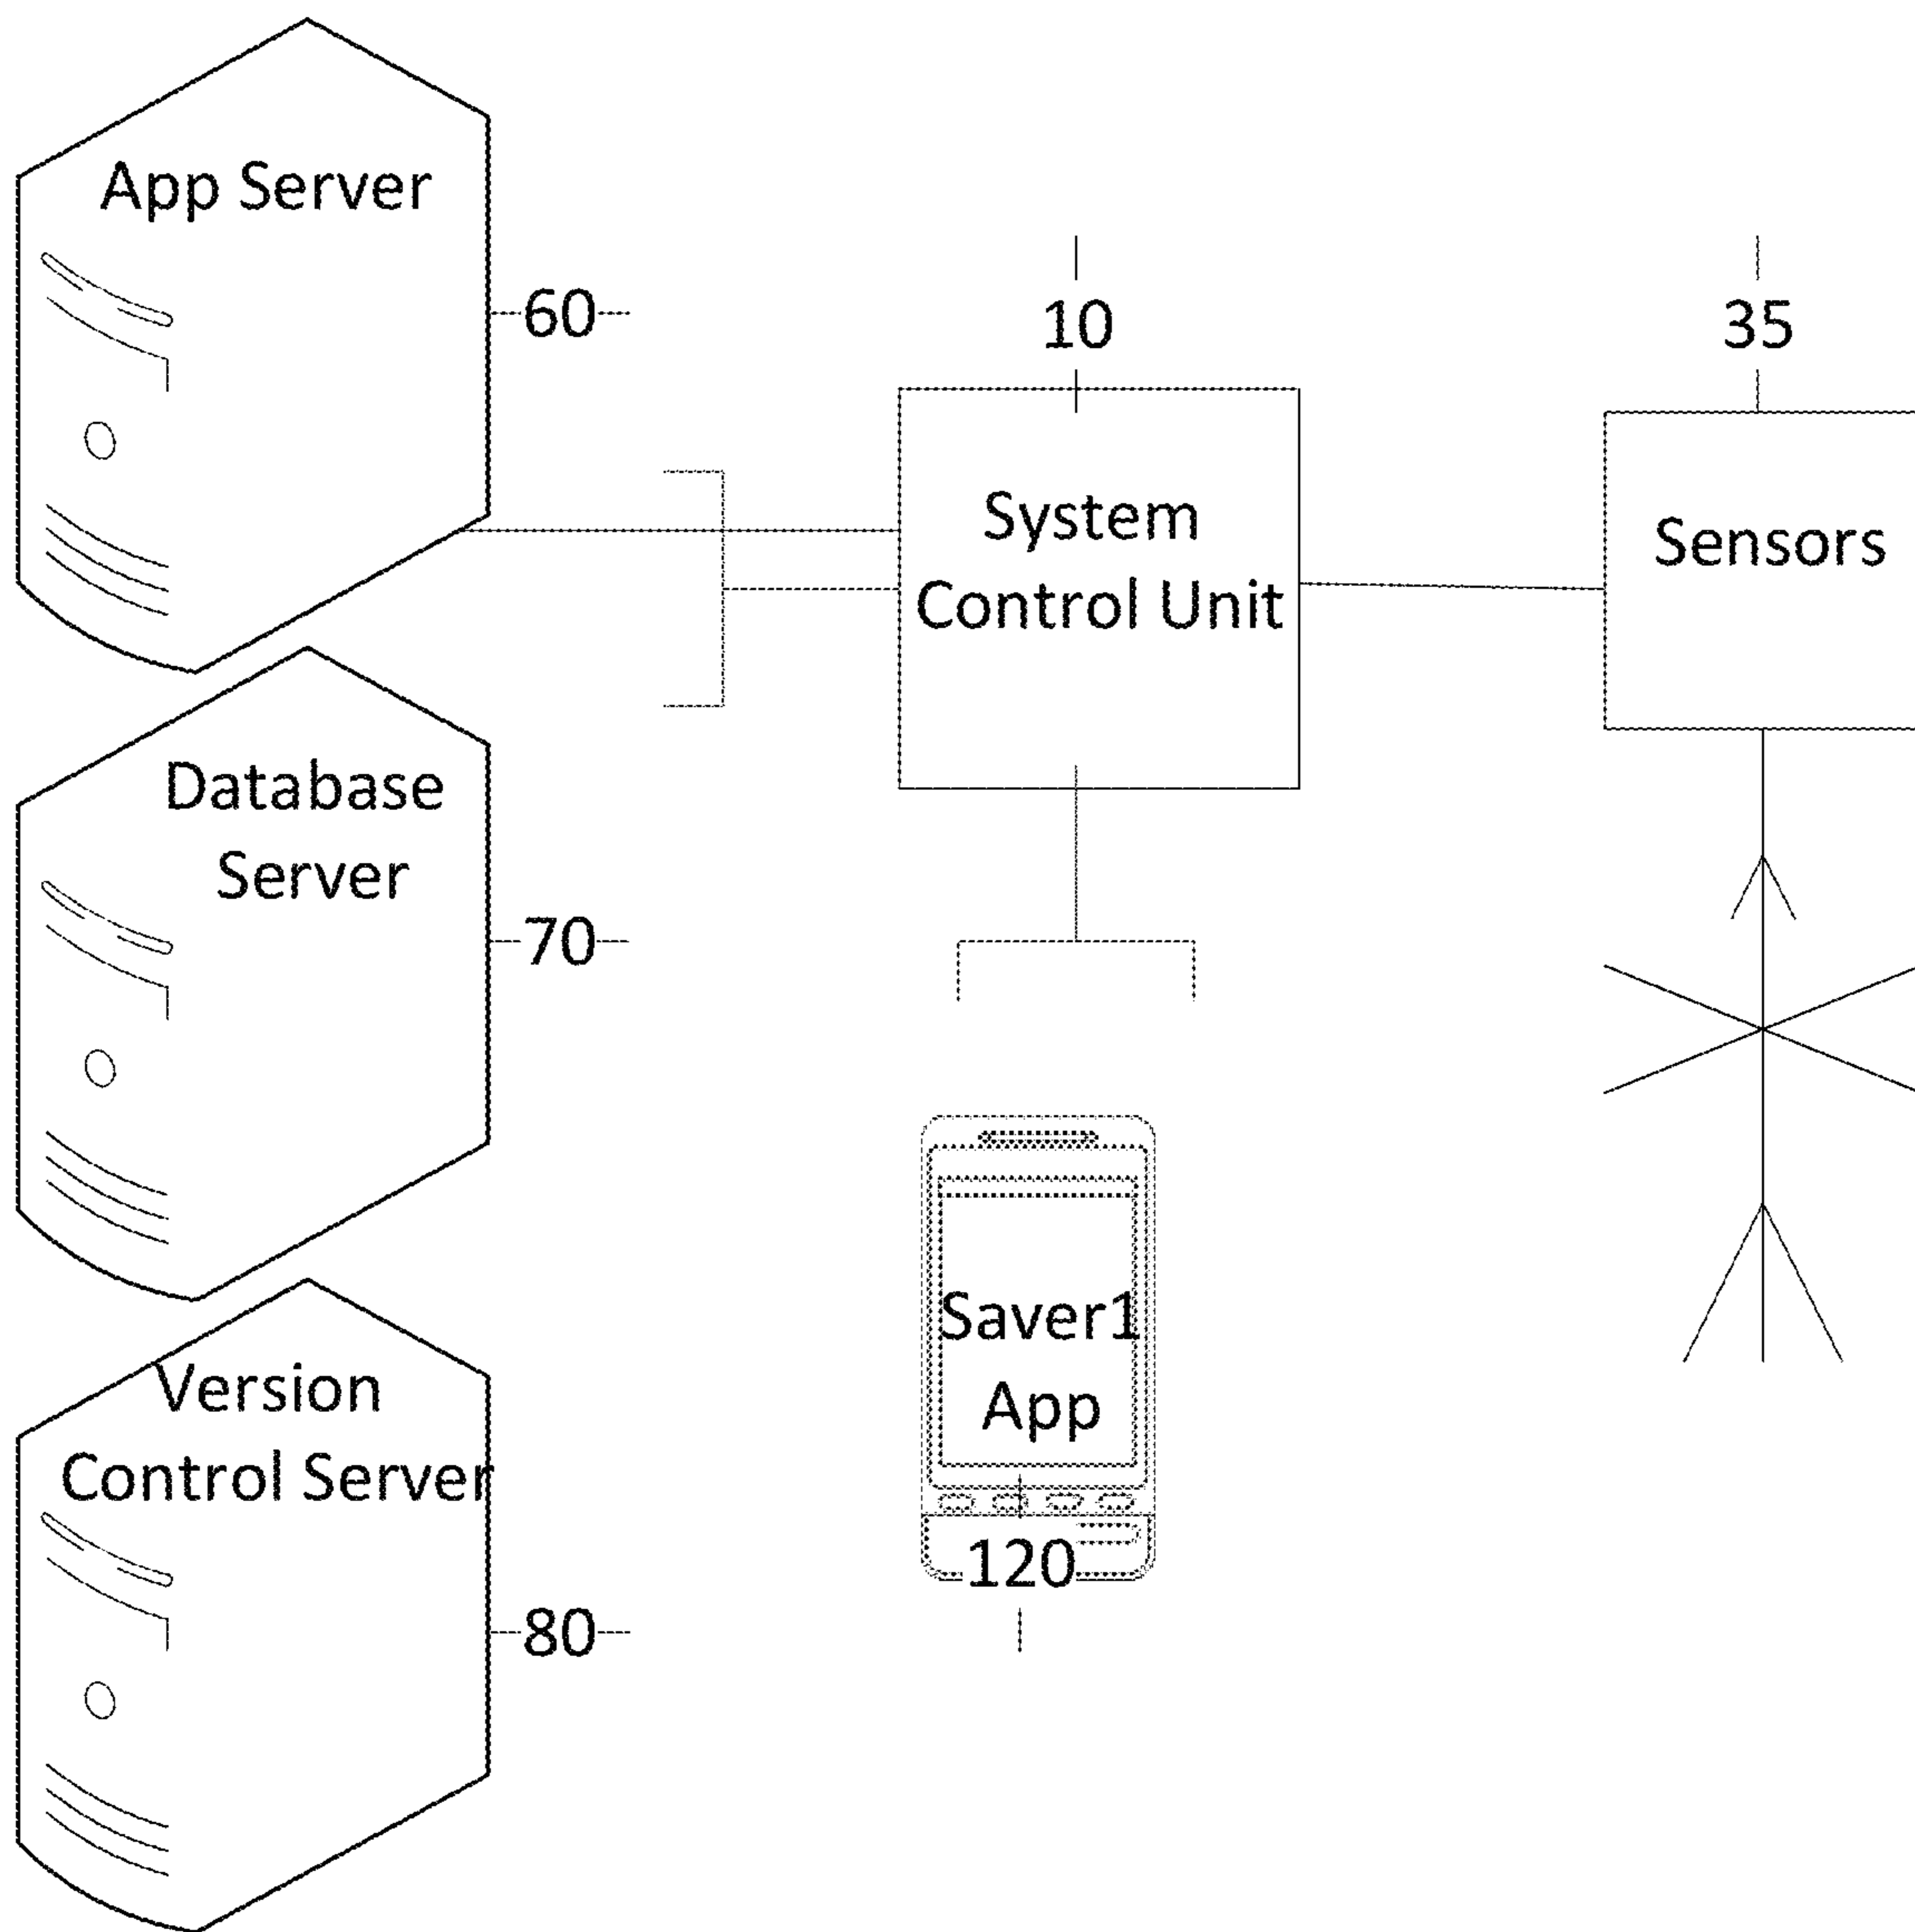 App Server
60
10
35
System
Control Unit
Sensors
Database
Server
70
Saver1
App
Version
Control Server
120
80